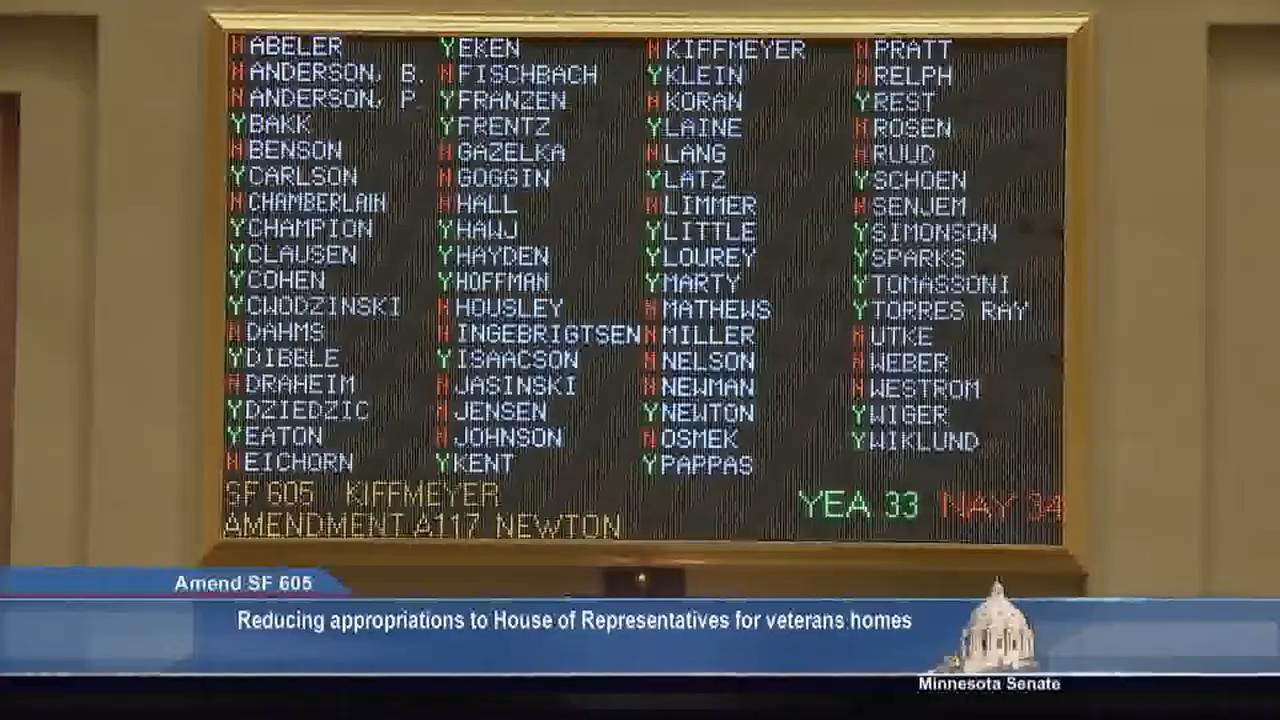 N ABELER Y EKEN N KIFFMEYER N PRATT
N ANDERSON, B. N FISCHBACH Y KLEIN N RELPH
N ANDERSON, P. Y FRANZEN N KORAN Y REST
Y BAKK Y FRENTZ Y LAINE N ROSEN
N BENSON N GAZELKA N LANG N RUUD
Y CARLSON N GOGGIN Y LATZ Y SCHOEN
N CHAMBERLAIN N HALL N LIMMER N SENJEM
Y CHAMPION Y HAWJ Y LITTLE Y SIMONSON
Y CLAUSEN Y HAYDEN Y LOUREY Y SPARKS
Y COHEN Y HOFFMAN Y MARTY Y TOMASSONI
Y CWODZINSKI N HOUSLEY N MATHEWS Y TORRES RAY
N DAHMS N INGEBRIGTSEN N MILLER N UTKE
Y DIBBLE Y ISAACSON N NELSON N WEBER
N DRAHEIM N JASINSKI N NEWMAN N WESTROM
Y DZIEDZIC N JENSEN Y NEWTON Y WIGER
Y EATON N JOHNSON N OSMEK Y WIKLUND
N EICHORN Y KENT Y PAPPAS
SF 605 KIFFMEYER
YEA 33 NAY 34
AMENDMENT A117 NEWTON
Amend SF 605
Reducing appropriations to House of Representatives for veterans homes
Minnesota Senate